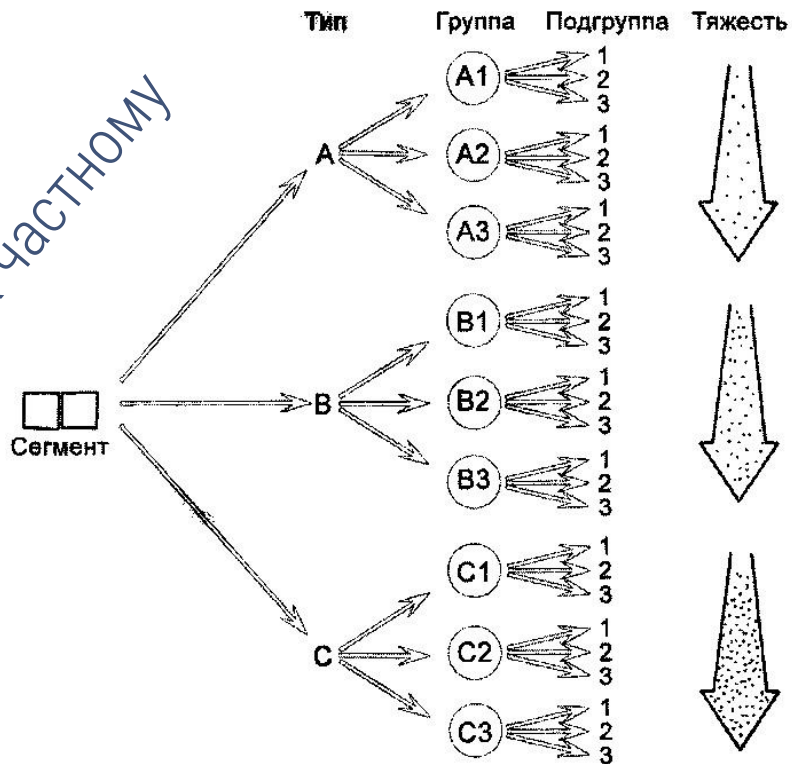 Тип Группа Подгруппа Тяжесть
частному
A
A1 1 2 3
A2 1 2 3
A3 1 2 3
Сегмент
B
B1 1 2 3
B2 1 2 3
B3 1 2 3
C
C1 1 2 3
C2 1 2 3
C3 1 2 3